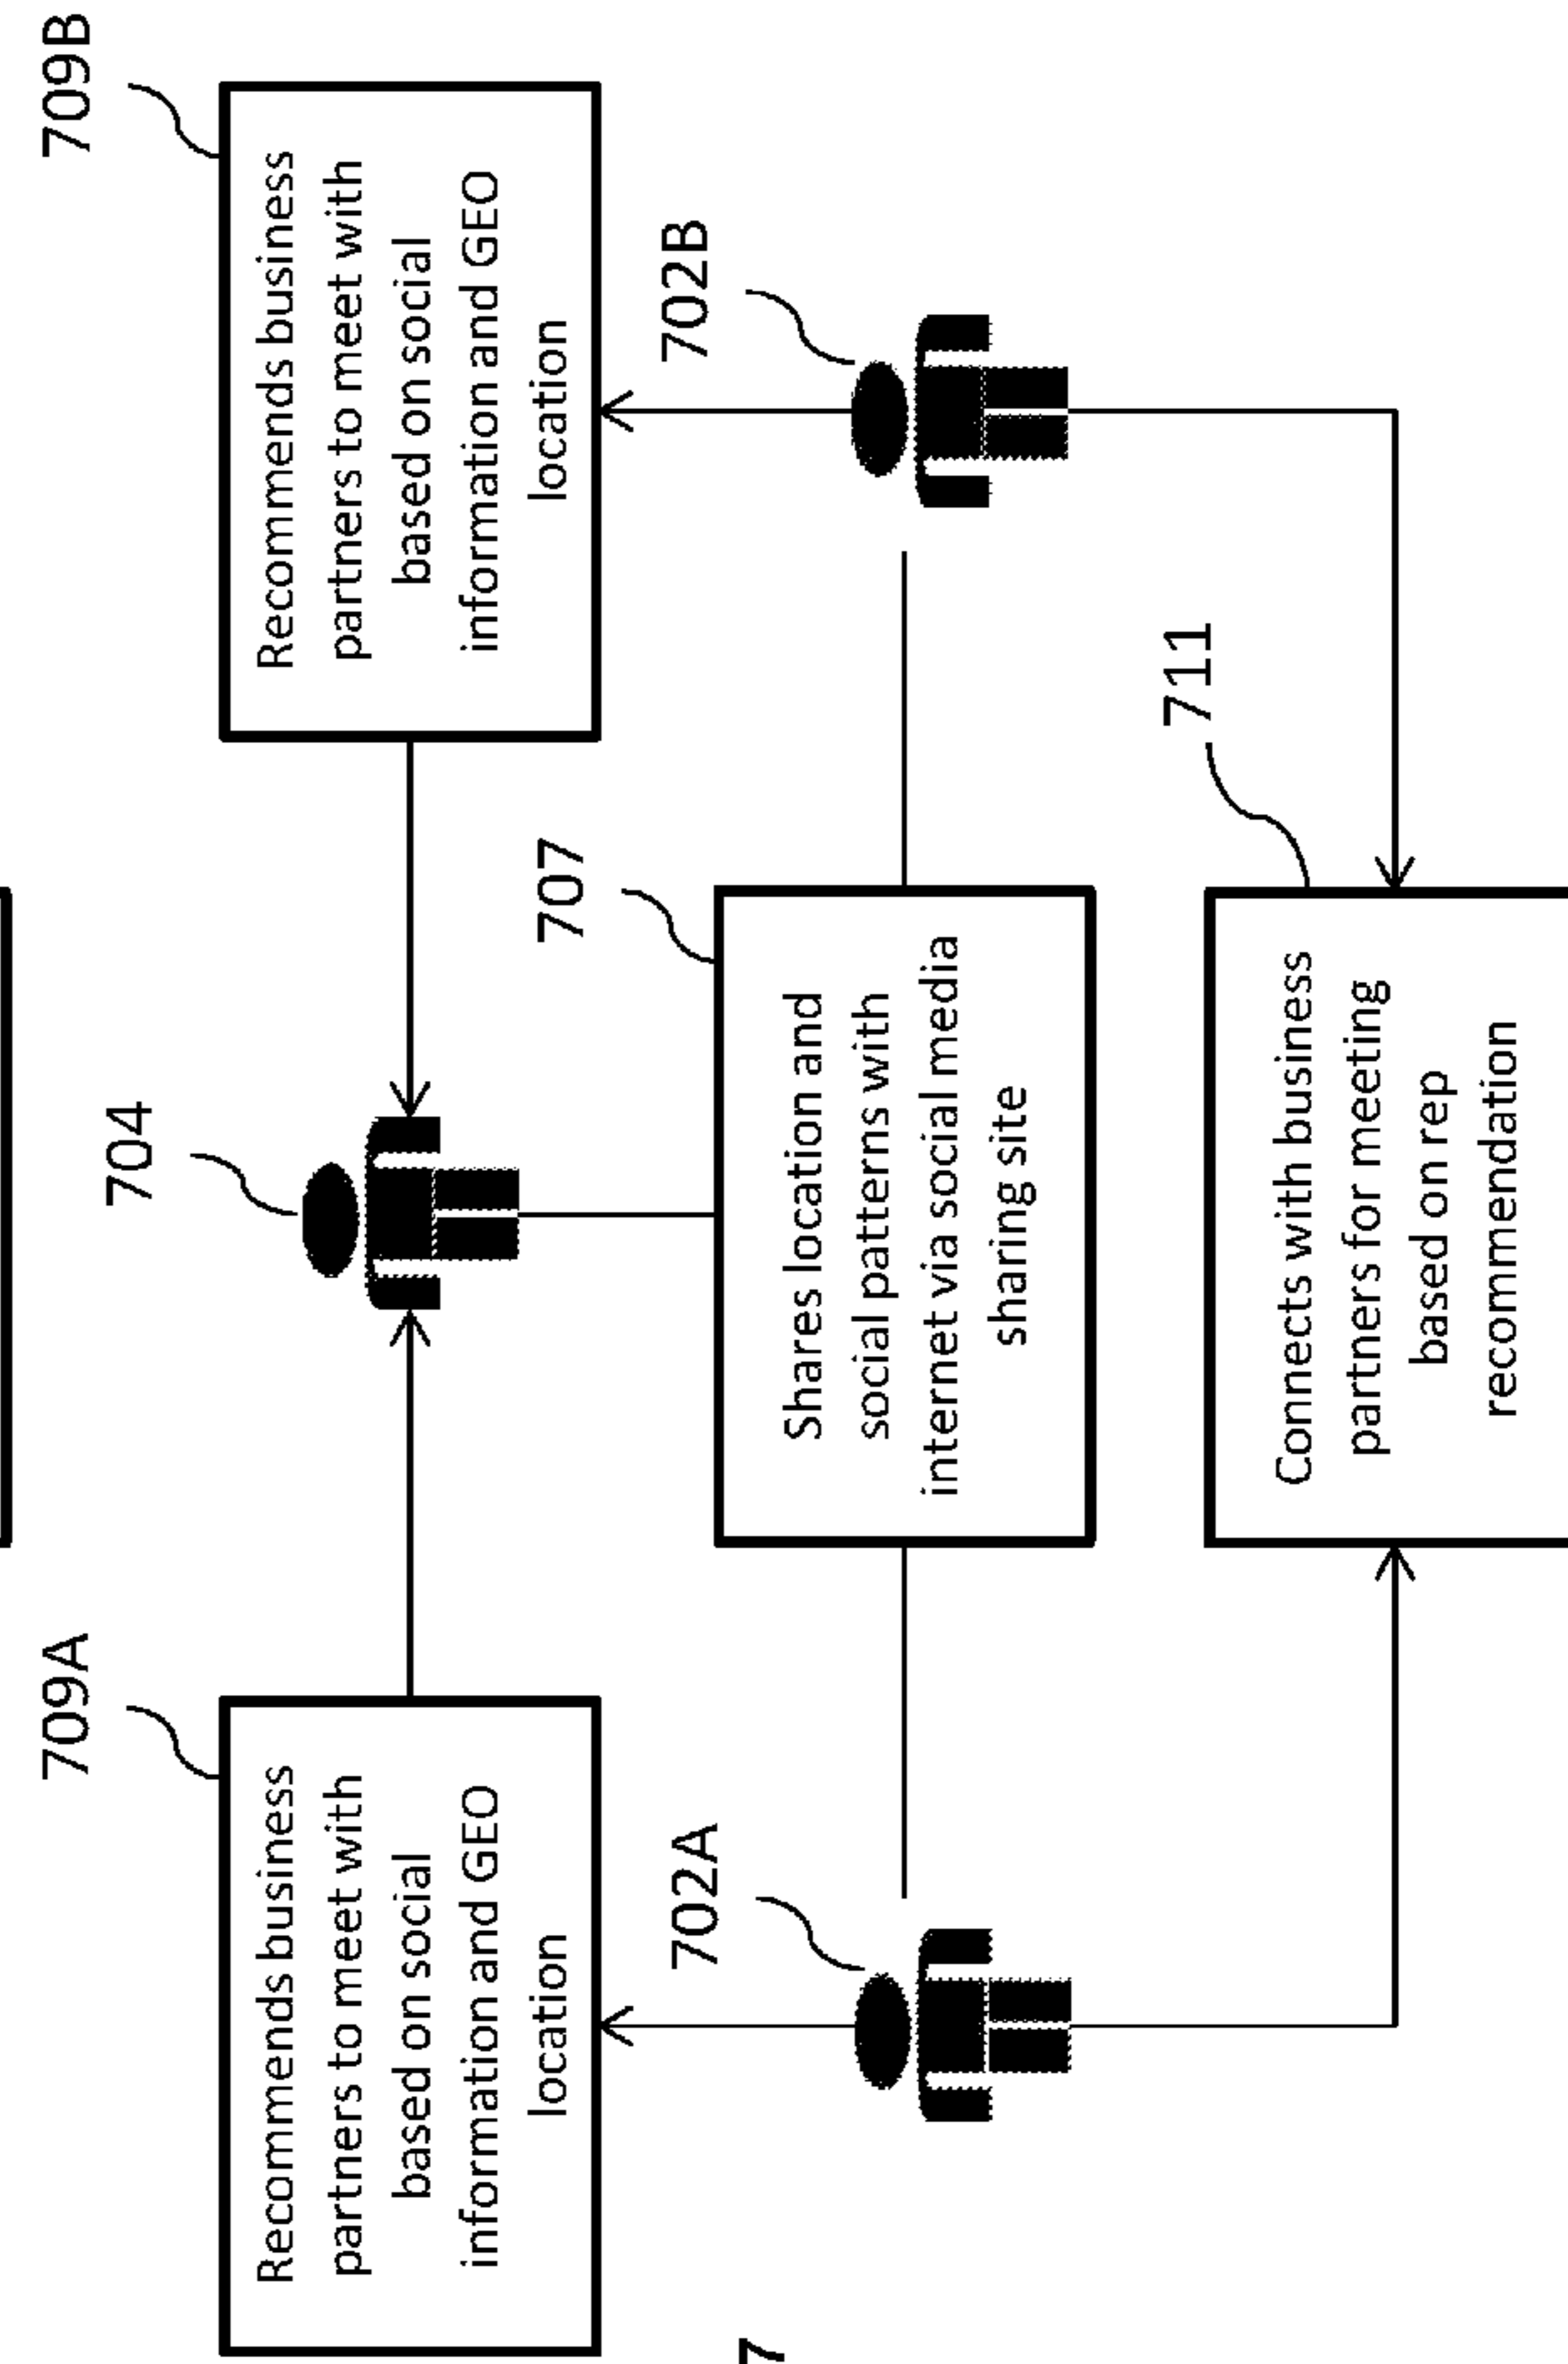 709A
Recommends business
partners to meet with
based on social
information and GEO
location
704
709B
Recommends business
partners to meet with
based on social
information and GEO
location
702A
707
Shares location and
social patterns with
internet via social media
sharing site
702B
711
Connects with business
partners for meeting
based on rep
recommendation
7